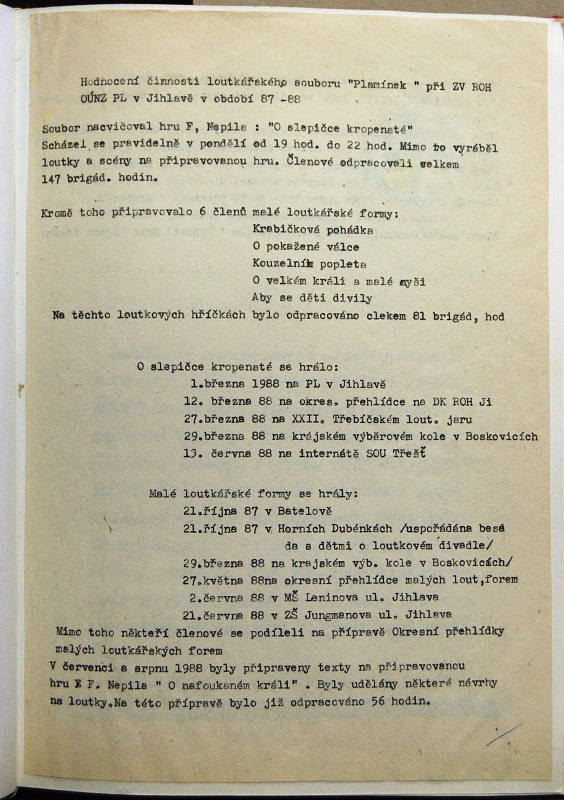 Hodnocení činnosti loutkářského souboru "Plamínek " při ZV ROH
OÚNZ PL v Jihlavě v období 87 -88
Soubor nacvičoval hru F, Nepila : "O slepičce kropenaté"
Scházel se pravidelně v pondělí od 19 hod. do 22 hod. Mimo to vyráběl
loutky a scény na připravovanou hru. Členové odpracovali welkem
147 brigád. hodin.
Kromě toho připravovalo 6 členů malé loutkářské formy:
Krabičková pohádka
O pokažené válce
Kouzelník popleta
O velkém králi a malé myši
Aby se děti divily
Na těchto loutkových hříčkách bylo odpracováno clekem 81 brigád, hod
O slepičce kropenaté se hrálo:
1.března 1988 na PL v Jihlavě
12. března 88 na okres. přehlídce na DK ROH Ji
27.března 88 na XXII. Třebíčském lout. jaru
29.března 88 na krájském výběrovém kole v Boskovicích
13. června 88 na internátě SOU Třešť
Malé loutkářské formy se hrály:
21.října 87 v Batelově
21.října 87 v Horních Dubénkách /uspořádána besa
da s dětmi o loutkovém divadle/
29.března 88 na krajském výb. kole v Boskovicích/
27.května 88na okresní přehlídce malých lout,forem
2.června 88 v MŠ Leninova ul. Jihlava
21.června 88 v ZŠ Jungmanova ul. Jihlava
Mimo toho někteří členové se podíleli na přípravě Okresní přehlídky
malých loutkářských forem
V červenci a srpnu 1988 byly připraveny texty na připravovanou
hru E F. Nepila " O nafoukaném králi" . Byly udělány některé návrhy
na loutky.Na této přípravě bylo již odpracováno 56 hodin.